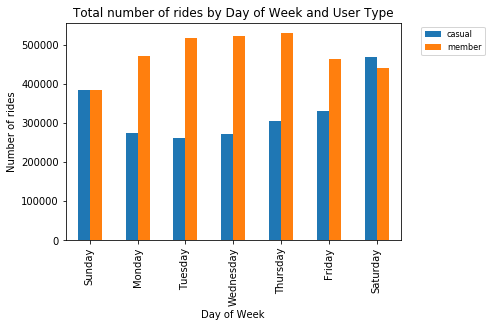 Total number of rides by Day of Week and User Type
casual
member
Number of rides
500000
400000
300000
200000
100000
0
Sunday
Monday
Tuesday
Wednesday
Thursday
Friday
Saturday
Day of Week